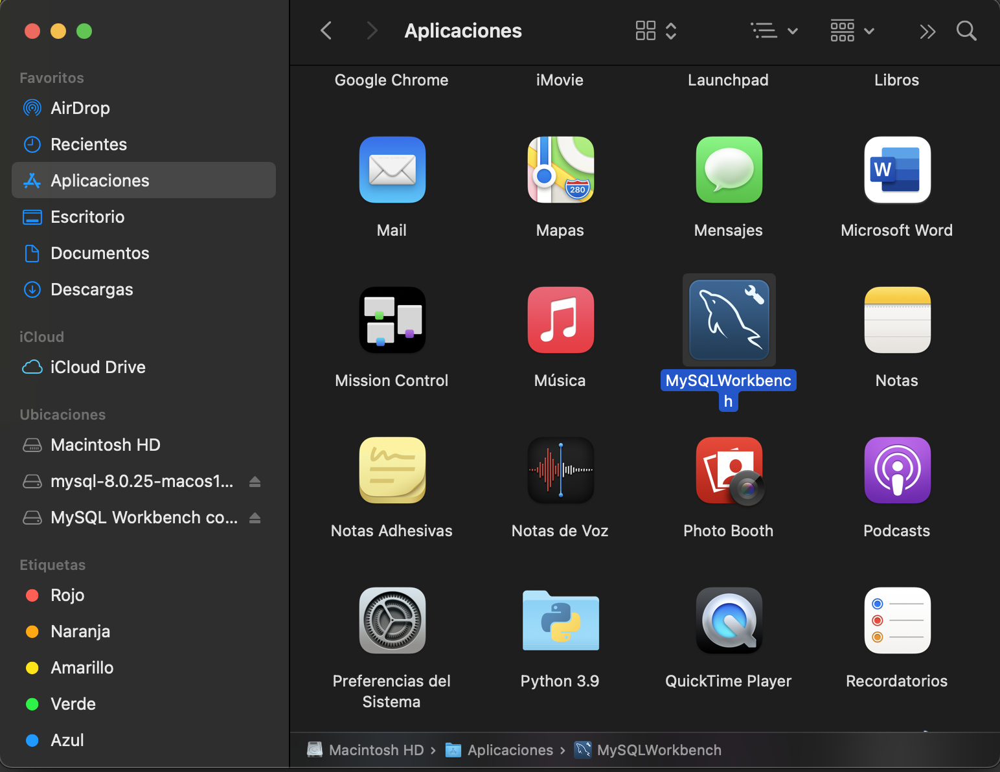 Aplicaciones
Favoritos
AirDrop
Recientes
Aplicaciones
Escritorio
Documentos
Descargas
iCloud
iCloud Drive
Ubicaciones
Macintosh HD
mysql-8.0.25-macos1...
MySQL Workbench co...
Etiquetas
Rojo
Naranja
Amarillo
Verde
Azul
Google Chrome
iMovie
Launchpad
Libros
280
W
Mail
Mapas
Mensajes
Microsoft Word
Mission Control
Música
MySQLWorkbenc
h
Notas
Notas Adhesivas
Notas de Voz
Photo Booth
Podcasts
Preferencias del
Sistema
Python 3.9
QuickTime Player
Recordatorios
Macintosh HD › Aplicaciones › MySQLWorkbench